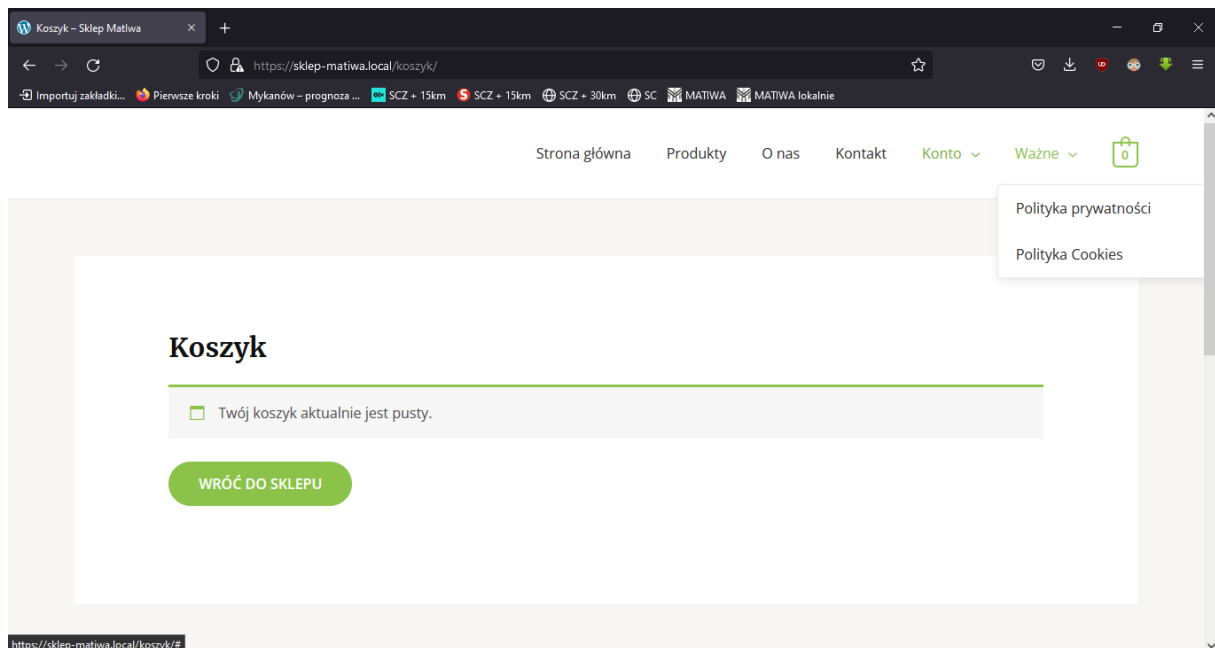 Koszyk – Sklep Matiwa
https://sklep-matiwa.local/koszyk/
Importuj zakładki... Pierwsze kroki Mykanów – prognoza ... SCZ + 15km SCZ + 15km SCZ + 30km SC MATIWA MATIWA lokalnie
Strona główna Produkty O nas Kontakt Konto Ważne 0
Polityka prywatności
Polityka Cookies
Koszyk
Twój koszyk aktualnie jest pusty.
WRÓĆ DO SKLEPU
https://sklep-matiwa.local/koszyk/#